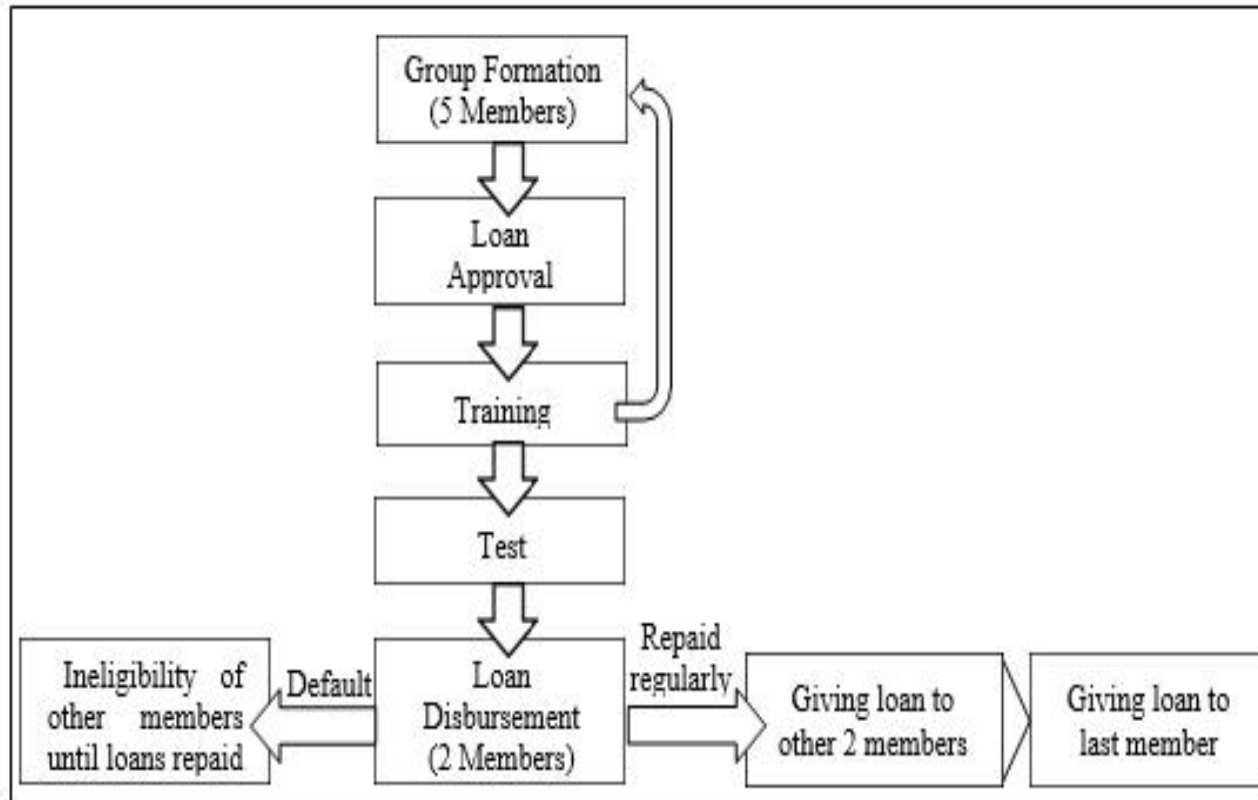 Group Formation
(5 Members)
Loan
Approval
Training
Test
Loan
Disbursement
(2 Members)
Default
Ineligibility of
other members
until loans repaid
Repaid
regularly
Giving loan to
other 2 members
Giving loan to
last member